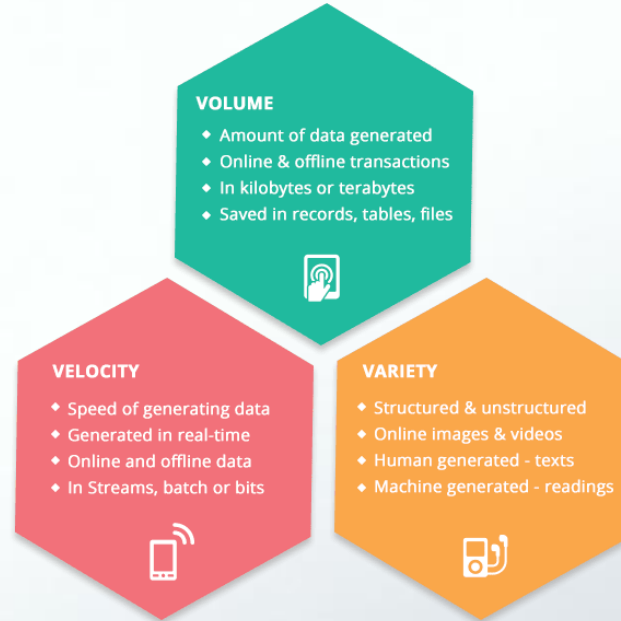 VOLUME
Amount of data generated
Online & offline transactions
In kilobytes or terabytes
Saved in records, tables, files
VELOCITY
Speed of generating data
Generated in real-time
Online and offline data
In Streams, batch or bits
VARIETY
Structured & unstructured
Online images & videos
Human generated - texts
Machine generated - readings